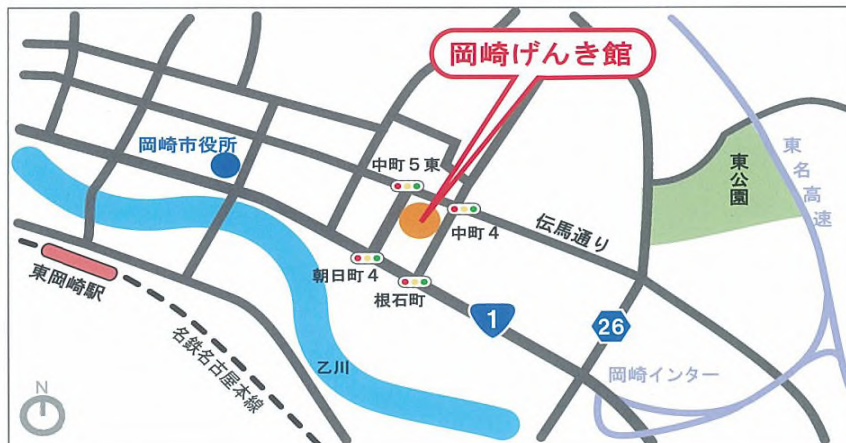 岡崎げんき館
岡崎市役所
中町5東
東公園
東名高速
中町4
伝馬通り
朝日町4
根石町
東岡崎駅
1
26
名鉄名古屋本線
乙川
岡崎インター
N